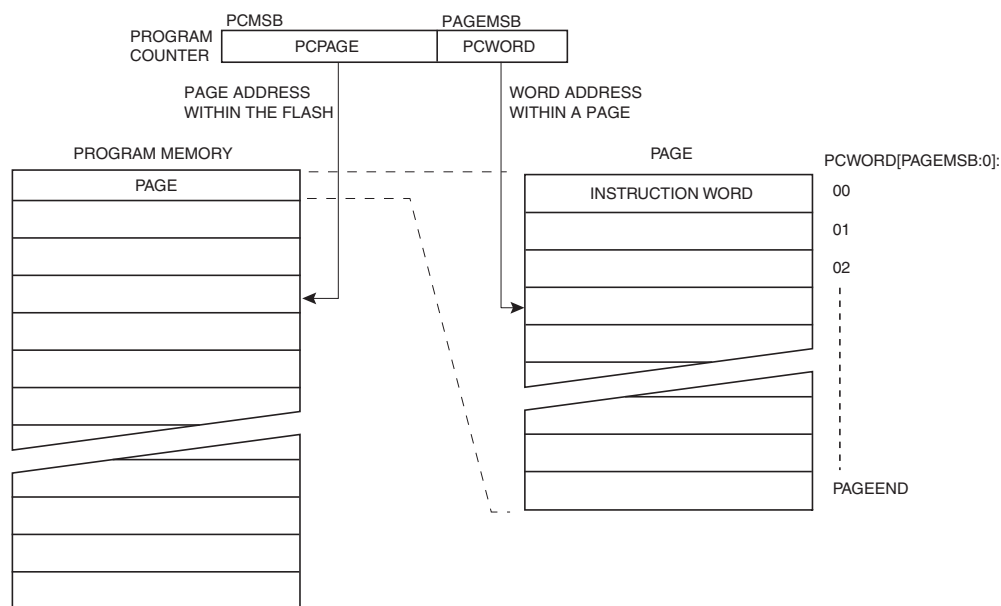 PCMSB
PAGEMSB
PROGRAM
COUNTER
PCPAGE
PCWORD
PAGE ADDRESS
WITHIN THE FLASH
WORD ADDRESS
WITHIN A PAGE
PROGRAM MEMORY
PAGE
PAGE
INSTRUCTION WORD
PCWORD[PAGEMSB:0]:
00
01
02
PAGEEND